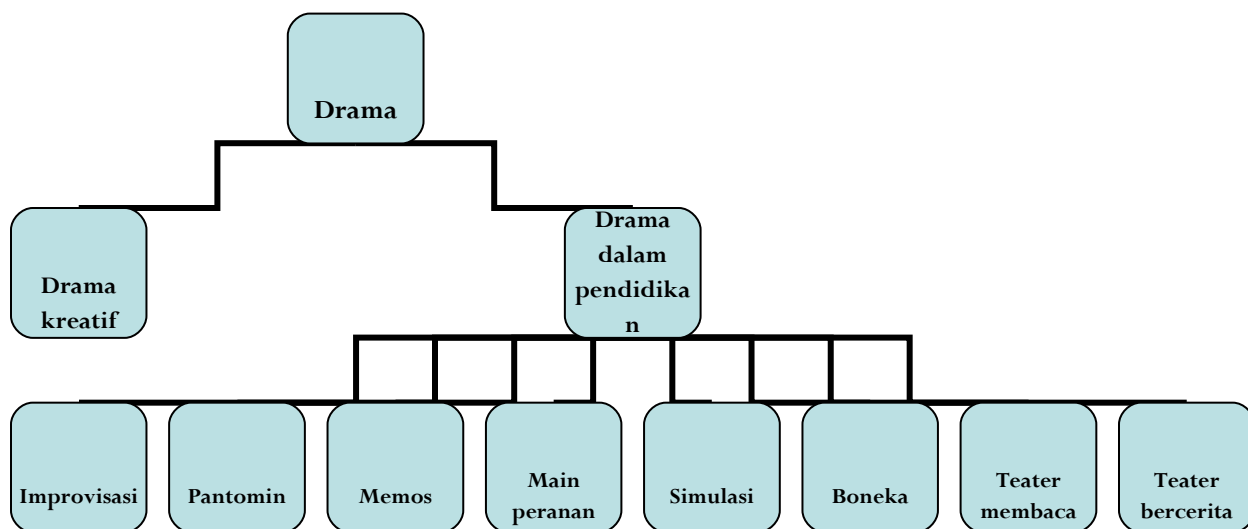 Drama
Drama
kreatif
Drama
dalam
pendidika
n
Improvisasi
Pantomin
Memos
Main
peranan
Simulasi
Boneka
Teater
membaca
Teater
bercerita